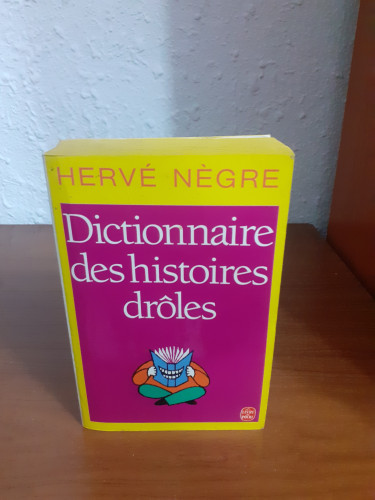 HERVÉ NÈGRE
Dictionnaire
des histoires
drôles